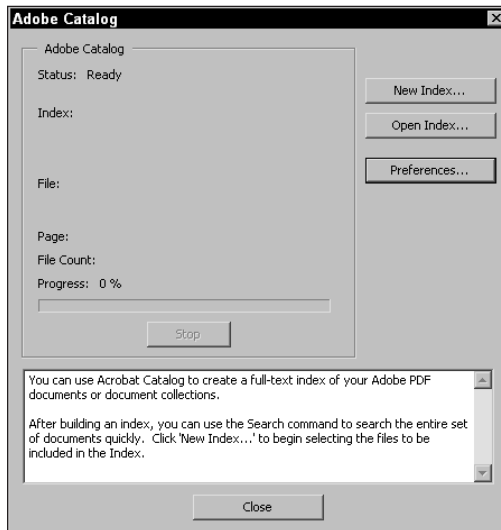 Adobe Catalog
Adobe Catalog
Status: Ready
Index:
File:
Page:
File Count:
Progress: 0 %
Stop
New Index...
Open Index...
Preferences...
You can use Acrobat Catalog to create a full-text index of your Adobe PDF
documents or document collections.
After building an index, you can use the Search command to search the entire set
of documents quickly. Click 'New Index...' to begin selecting the files to be
included in the Index.
Close